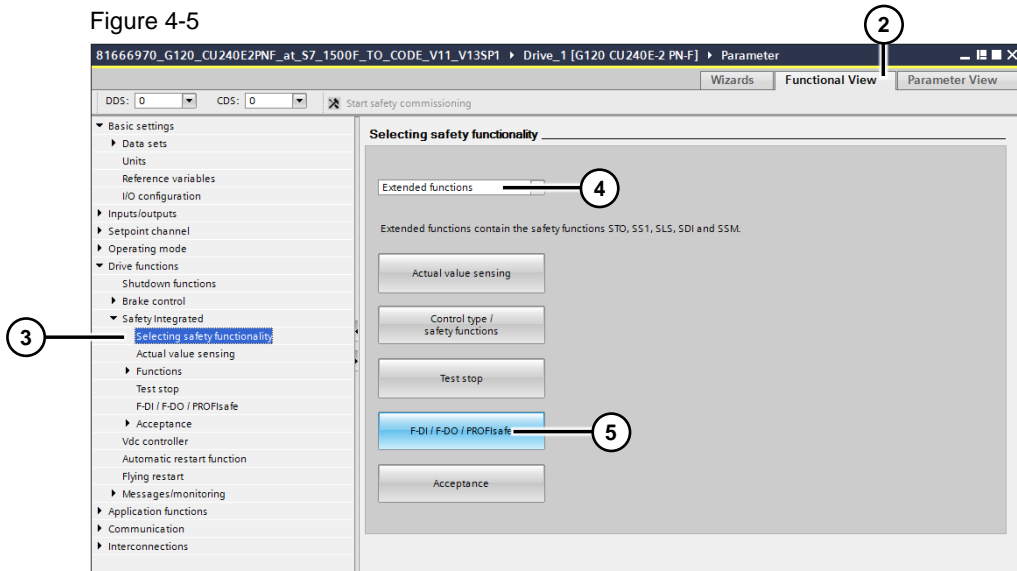 Figure 4-5
2
81666970_G120_CU240E2PNF_at_S7_1500F_TO_CODE_V11_V13SP1 ▸ Drive_1 [G120 CU240E-2 PN-F] ▸ Parameter
Wizards Functional View Parameter View
DDS: 0 CDS: 0 Start safety commissioning
Basic settings
Data sets
Units
Reference variables
I/O configuration
Inputs/outputs
Setpoint channel
Operating mode
Drive functions
Shutdown functions
Brake control
Safety Integrated
3
Selecting safety functionality
Actual value sensing
Functions
Test stop
F-DI / F-DO / PROFIsafe
Acceptance
Vdc controller
Automatic restart function
Flying restart
Messages/monitoring
Application functions
Communication
Interconnections
Selecting safety functionality
Extended functions
4
Extended functions contain the safety functions STO, SS1, SLS, SDI and SSM.
Actual value sensing
Control type /
safety functions
Test stop
F-DI / F-DO / PROFIsafe
5
Acceptance